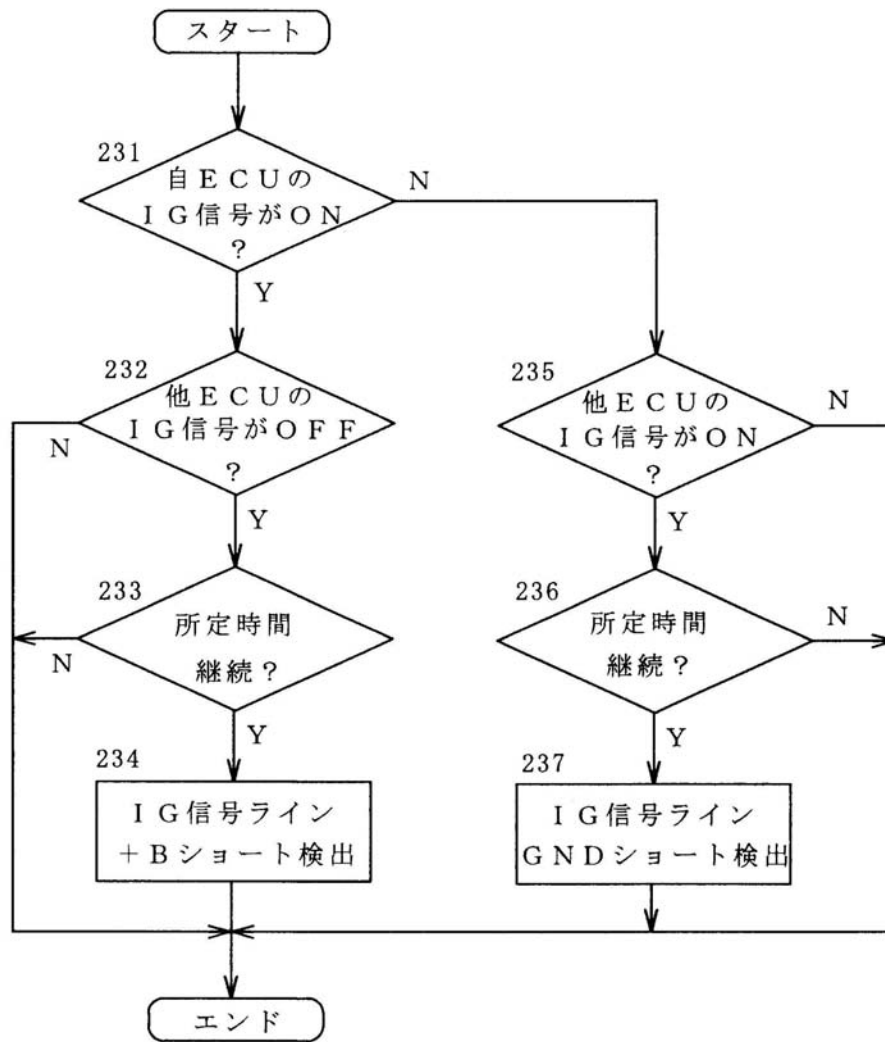 スタート
231
自ECUの
IG信号がON
?
N
Y
232
他ECUの
IG信号がOFF
?
N
Y
233
所定時間
継続?
N
Y
234
IG信号ライン
+Bショート検出
235
他ECUの
IG信号がON
?
N
Y
236
所定時間
継続?
N
Y
237
IG信号ライン
GNDショート検出
エンド